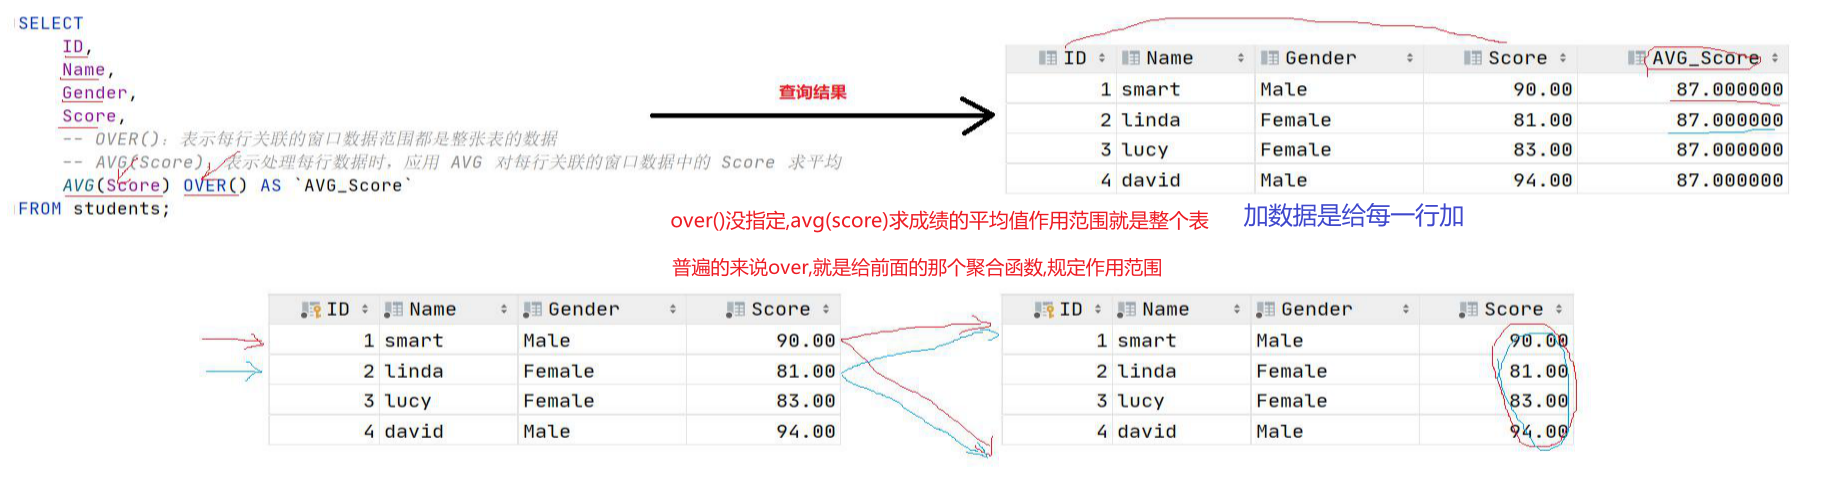 SELECT
ID,
Name,
Gender,
Score,
-- OVER()：表示每行关联的窗口数据范围都是整张表的数据
-- AVG(Score)：表示处理每行数据时，应用 AVG 对每行关联的窗口数据中的 Score 求平均
AVG(Score) OVER() AS `AVG_Score`
FROM students;
查询结果
ID Name Gender Score AVG_Score
1 smart Male 90.00 87.000000
2 linda Female 81.00 87.000000
3 lucy Female 83.00 87.000000
4 david Male 94.00 87.000000
over()没指定,avg(score)求成绩的平均值作用范围就是整个表
加数据是给每一行加
普遍的来说over,就是给前面的那个聚合函数,规定作用范围
ID Name Gender Score
1 smart Male 90.00
2 linda Female 81.00
3 lucy Female 83.00
4 david Male 94.00
ID Name Gender Score
1 smart Male 90.00
2 linda Female 81.00
3 lucy Female 83.00
4 david Male 94.00